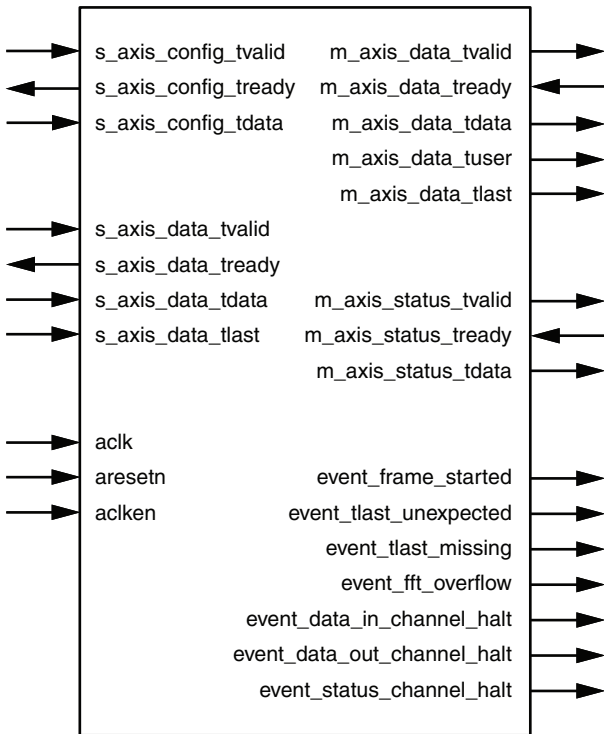 s_axis_config_tvalid
s_axis_config_tready
s_axis_config_tdata
s_axis_data_tvalid
s_axis_data_tready
s_axis_data_tdata
s_axis_data_tlast
aclk
aresetn
aclken
m_axis_data_tvalid
m_axis_data_tready
m_axis_data_tdata
m_axis_data_tuser
m_axis_data_tlast
m_axis_status_tvalid
m_axis_status_tready
m_axis_status_tdata
event_frame_started
event_tlast_unexpected
event_tlast_missing
event_fft_overflow
event_data_in_channel_halt
event_data_out_channel_halt
event_status_channel_halt